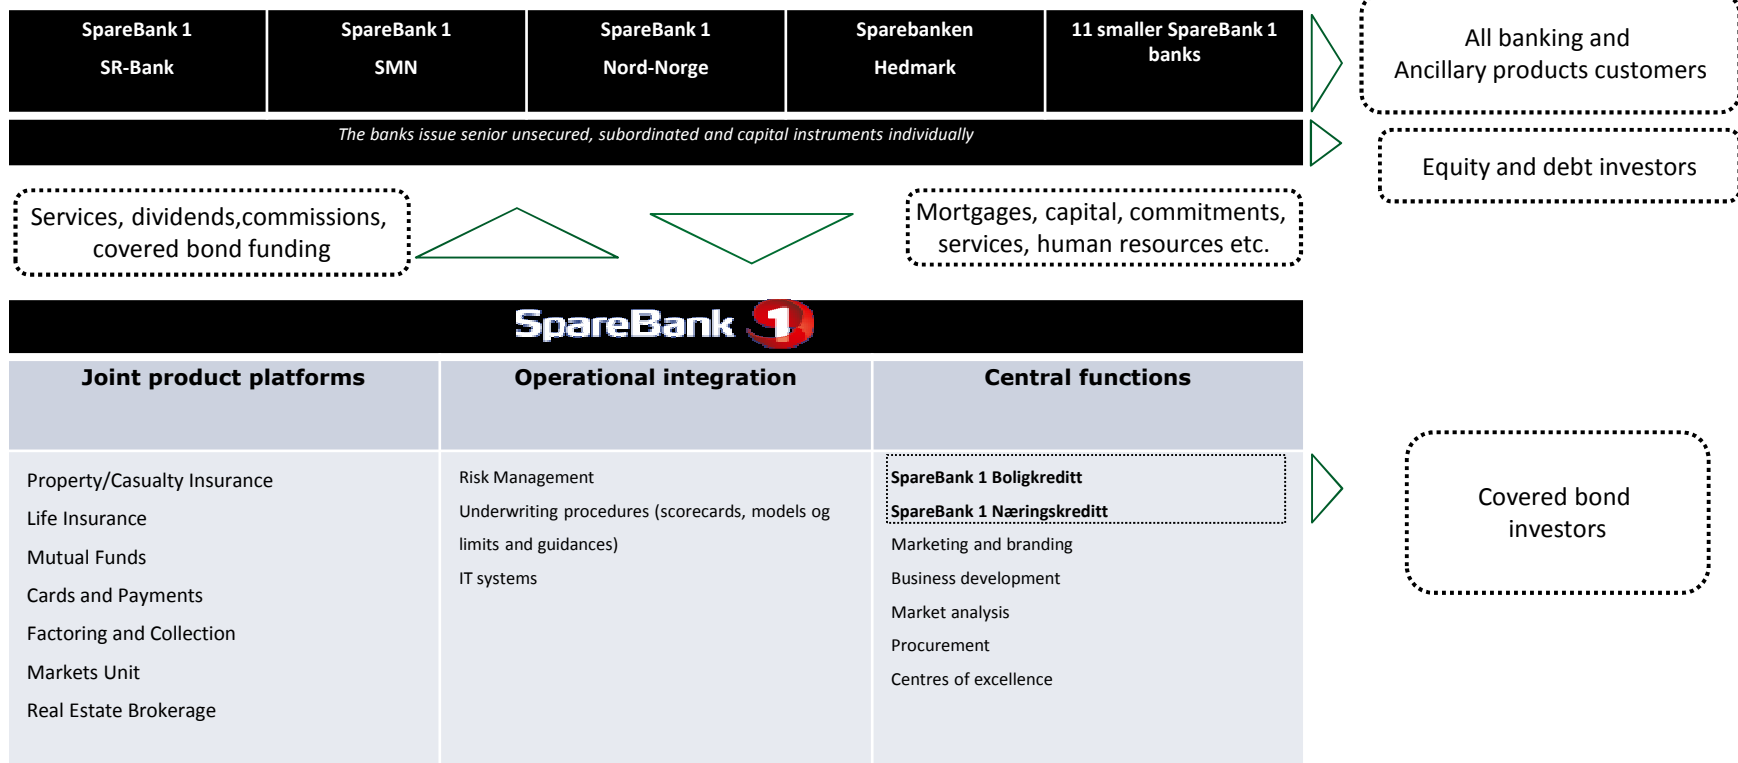 SpareBank 1
SR-Bank
SpareBank 1
SMN
SpareBank 1
Nord-Norge
Sparebanken
Hedmark
11 smaller SpareBank 1
banks
All banking and
Ancillary products customers
The banks issue senior unsecured, subordinated and capital instruments individually
Equity and debt investors
Services, dividends,commissions,
covered bond funding
Mortgages, capital, commitments,
services, human resources etc.
SpareBank 1
Joint product platforms
Operational integration
Central functions
Property/Casualty Insurance
Life Insurance
Mutual Funds
Cards and Payments
Factoring and Collection
Markets Unit
Real Estate Brokerage
Risk Management
Underwriting procedures (scorecards, models og
limits and guidances)
IT systems
SpareBank 1 Boligkreditt
SpareBank 1 Næringskreditt
Marketing and branding
Business development
Market analysis
Procurement
Centres of excellence
Covered bond
investors